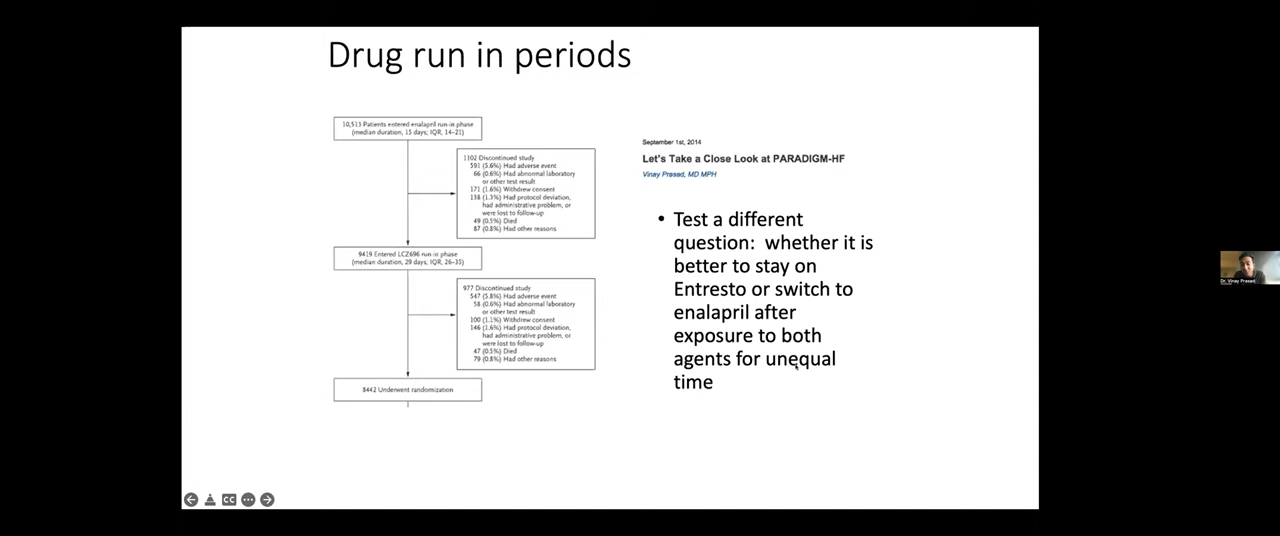 Drug run in periods
10,513 Patients entered enalapril run-in phase
(median duration, 15 days; IQR, 14–21)
1102 Discontinued study
591 (5.6%) Had adverse event
66 (0.6%) Had abnormal laboratory
or other test result
171 (1.6%) Withdrew consent
138 (1.3%) Had protocol deviation,
had administrative problem, or
were lost to follow-up
49 (0.5%) Died
87 (0.8%) Had other reasons
9419 Entered LCZ696 run in phase
(median duration, 29 days; IQR, 26–35)
977 Discontinued study
547 (5.8%) Had adverse event
58 (0.6%) Had abnormal laboratory
or other test result
100 (1.1%) Withdrew consent
146 (1.6%) Had protocol deviation,
had administrative problem, or
were lost to follow-up
47 (0.5%) Died
79 (0.8%) Had other reasons
8442 Underwent randomization
September 1st, 2014
Let's Take a Close Look at PARADIGM-HF
Vinay Prasad, MD MPH
• Test a different
question: whether it is
better to stay on
Entresto or switch to
enalapril after
exposure to both
agents for unequal
time
CC
Dr. Vinay Prasad